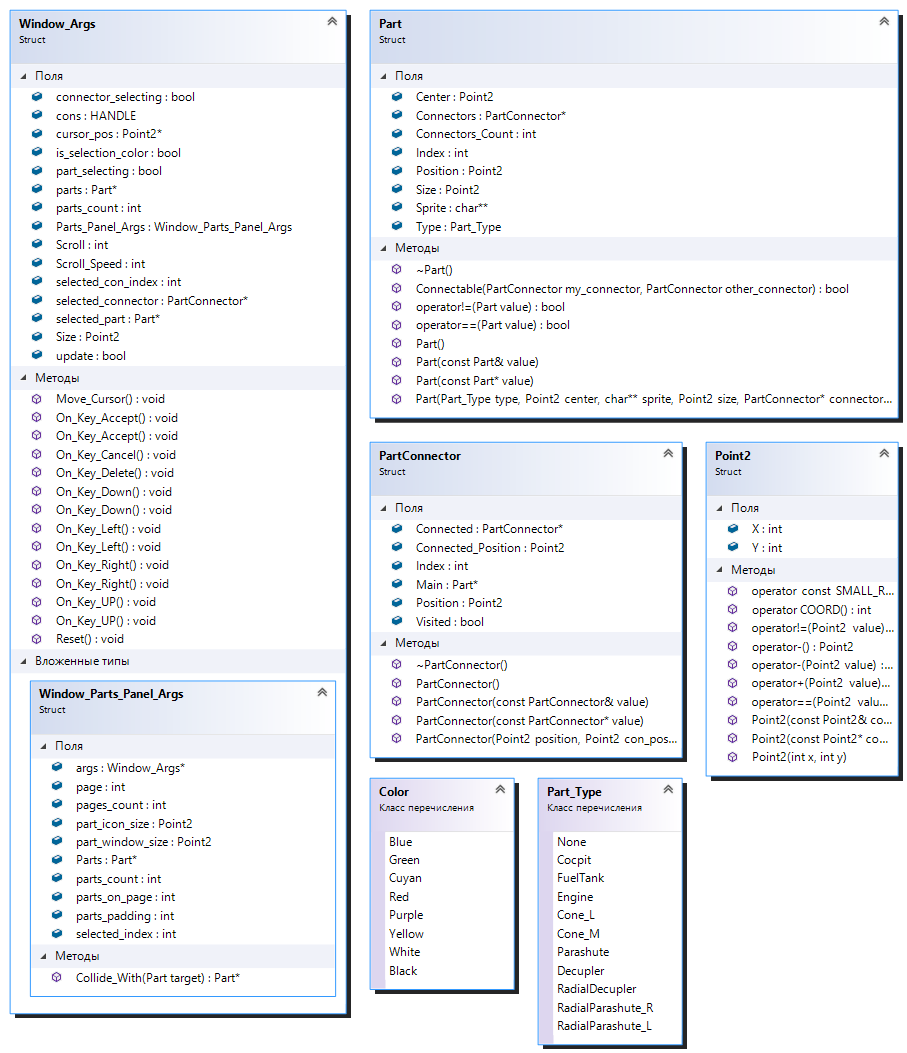 Window_Args
Struct
Поля
connector_selecting : bool
cons : HANDLE
cursor_pos : Point2*
is_selection_color : bool
part_selecting : bool
parts : Part*
parts_count : int
Parts_Panel_Args : Window_Parts_Panel_Args
Scroll : int
Scroll_Speed : int
selected_con_index : int
selected_connector : PartConnector*
selected_part : Part*
Size : Point2
update : bool
Методы
Move_Cursor() : void
On_Key_Accept() : void
On_Key_Accept() : void
On_Key_Cancel() : void
On_Key_Delete() : void
On_Key_Down() : void
On_Key_Down() : void
On_Key_Left() : void
On_Key_Left() : void
On_Key_Right() : void
On_Key_Right() : void
On_Key_UP() : void
On_Key_UP() : void
Reset() : void
Вложенные типы
Window_Parts_Panel_Args
Struct
Поля
args : Window_Args*
page : int
pages_count : int
part_icon_size : Point2
part_window_size : Point2
Parts : Part*
parts_count : int
parts_on_page : int
parts_padding : int
selected_index : int
Методы
Collide_With(Part target) : Part*
Part
Struct
Поля
Center : Point2
Connectors : PartConnector*
Connectors_Count : int
Index : int
Position : Point2
Size : Point2
Sprite : char**
Type : Part_Type
Методы
~Part()
Connectable(PartConnector my_connector, PartConnector other_connector) : bool
operator!=(Part value) : bool
operator==(Part value) : bool
Part()
Part(const Part& value)
Part(const Part* value)
Part(Part_Type type, Point2 center, char** sprite, Point2 size, PartConnector* connector...
PartConnector
Struct
Поля
Connected : PartConnector*
Connected_Position : Point2
Index : int
Main : Part*
Position : Point2
Visited : bool
Методы
~PartConnector()
PartConnector()
PartConnector(const PartConnector& value)
PartConnector(const PartConnector* value)
PartConnector(Point2 position, Point2 con_pos...
Point2
Struct
Поля
X : int
Y : int
Методы
operator const SMALL_R...
operator COORD() : int
operator!=(Point2 value)...
operator-() : Point2
operator-(Point2 value) :...
operator+(Point2 value)...
operator==(Point2 valu...
Point2(const Point2& co...
Point2(const Point2* co...
Point2(int x, int y)
Color
Класс перечисления
Blue
Green
Cuyan
Red
Purple
Yellow
White
Black
Part_Type
Класс перечисления
None
Cocpit
FuelTank
Engine
Cone_L
Cone_M
Parashute
Decupler
RadialDecupler
RadialParashute_R
RadialParashute_L